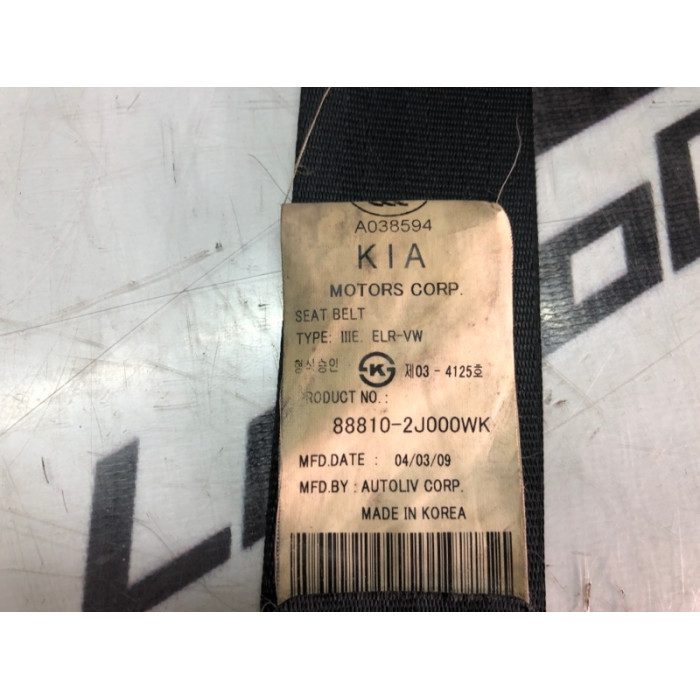 A038594
KIA
MOTORS CORP.
SEAT BELT
TYPE: IIIE. ELR-VW
형식승인 제03 - 4125호
RODUCT NO.:
88810-2J000WK
MFD.DATE : 04/03/09
MFD.BY : AUTOLIV CORP.
MADE IN KOREA